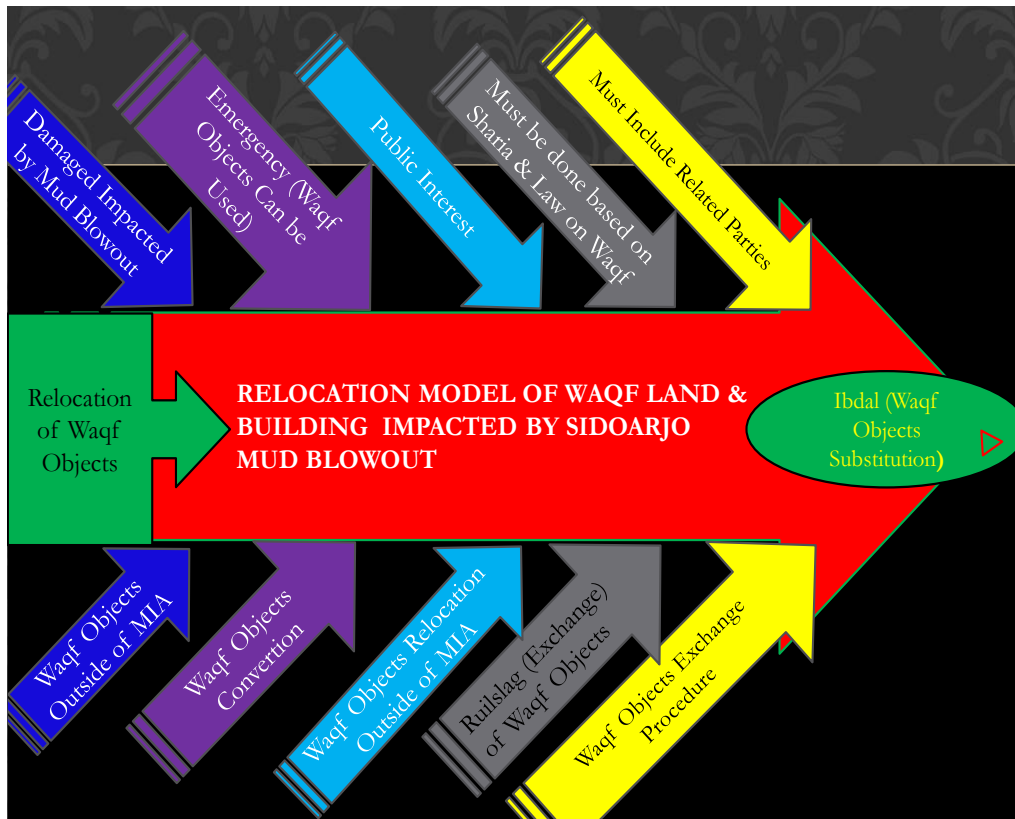 Damaged Impacted
by Mud Blowout
Emergency (Waqf
Objects Can be
Used)
Public Interest
Must be done based on
Sharia & Law on Waqf
Must Include Related Parties
Relocation
of Waqf
Objects
RELOCATION MODEL OF WAQF LAND &
BUILDING IMPACTED BY SIDOARJO
MUD BLOWOUT
Ibdal (Waqf
Objects
Substitution)
Waqf Objects
Outside of MIA
Waqf Objects
Convertion
Waqf Objects Relocation
Outside of MIA
Ruilslag (Exchange)
of Waqf Objects
Waqf Objects Exchange
Procedure